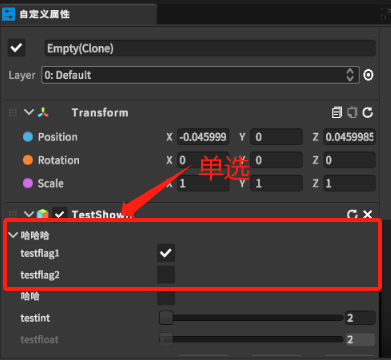 自定义属性
Empty(Clone)
Layer 0: Default
Transform
Position X -0.045999 Y 0 Z 0.0459985
Rotation X 0 Y 0 Z 0
单选
Scale X 1 Y 1 Z 1
TestShow
哈哈哈
testflag1
testflag2
哈哈
testint 2
testfloat 2